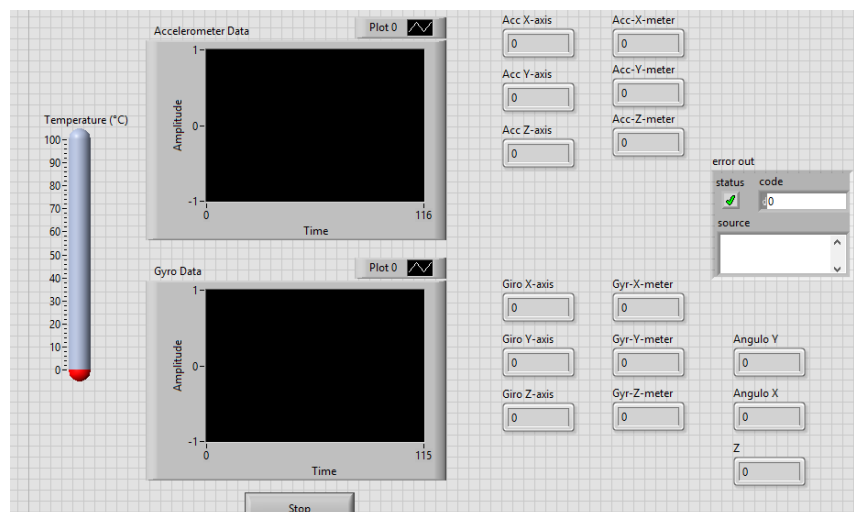 Temperature (°C)
100
90
80
70
60
50
40
30
20
10
0
Accelerometer Data
Plot 0
Amplitude
1
0
-1
0
116
Time
Gyro Data
Plot 0
Amplitude
1
0
-1
0
115
Time
Stop
Acc X-axis
0
Acc Y-axis
0
Acc Z-axis
0
Acc-X-meter
0
Acc-Y-meter
0
Acc-Z-meter
0
error out
status
code
d0
source
Giro X-axis
0
Giro Y-axis
0
Giro Z-axis
0
Gyr-X-meter
0
Gyr-Y-meter
0
Gyr-Z-meter
0
Angulo Y
0
Angulo X
0
Z
0